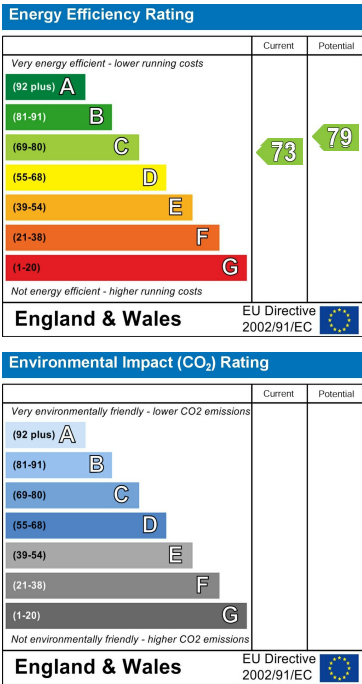 Energy Efficiency Rating
Current Potential
Very energy efficient - lower running costs
(92 plus) A
(81-91) B
(69-80) C
73
79
(55-68) D
(39-54) E
(21-38) F
(1-20) G
Not energy efficient - higher running costs
England & Wales
EU Directive
2002/91/EC
Environmental Impact (CO₂) Rating
Current Potential
Very environmentally friendly - lower CO2 emissions
(92 plus) A
(81-91) B
(69-80) C
(55-68) D
(39-54) E
(21-38) F
(1-20) G
Not environmentally friendly - higher CO2 emissions
England & Wales
EU Directive
2002/91/EC